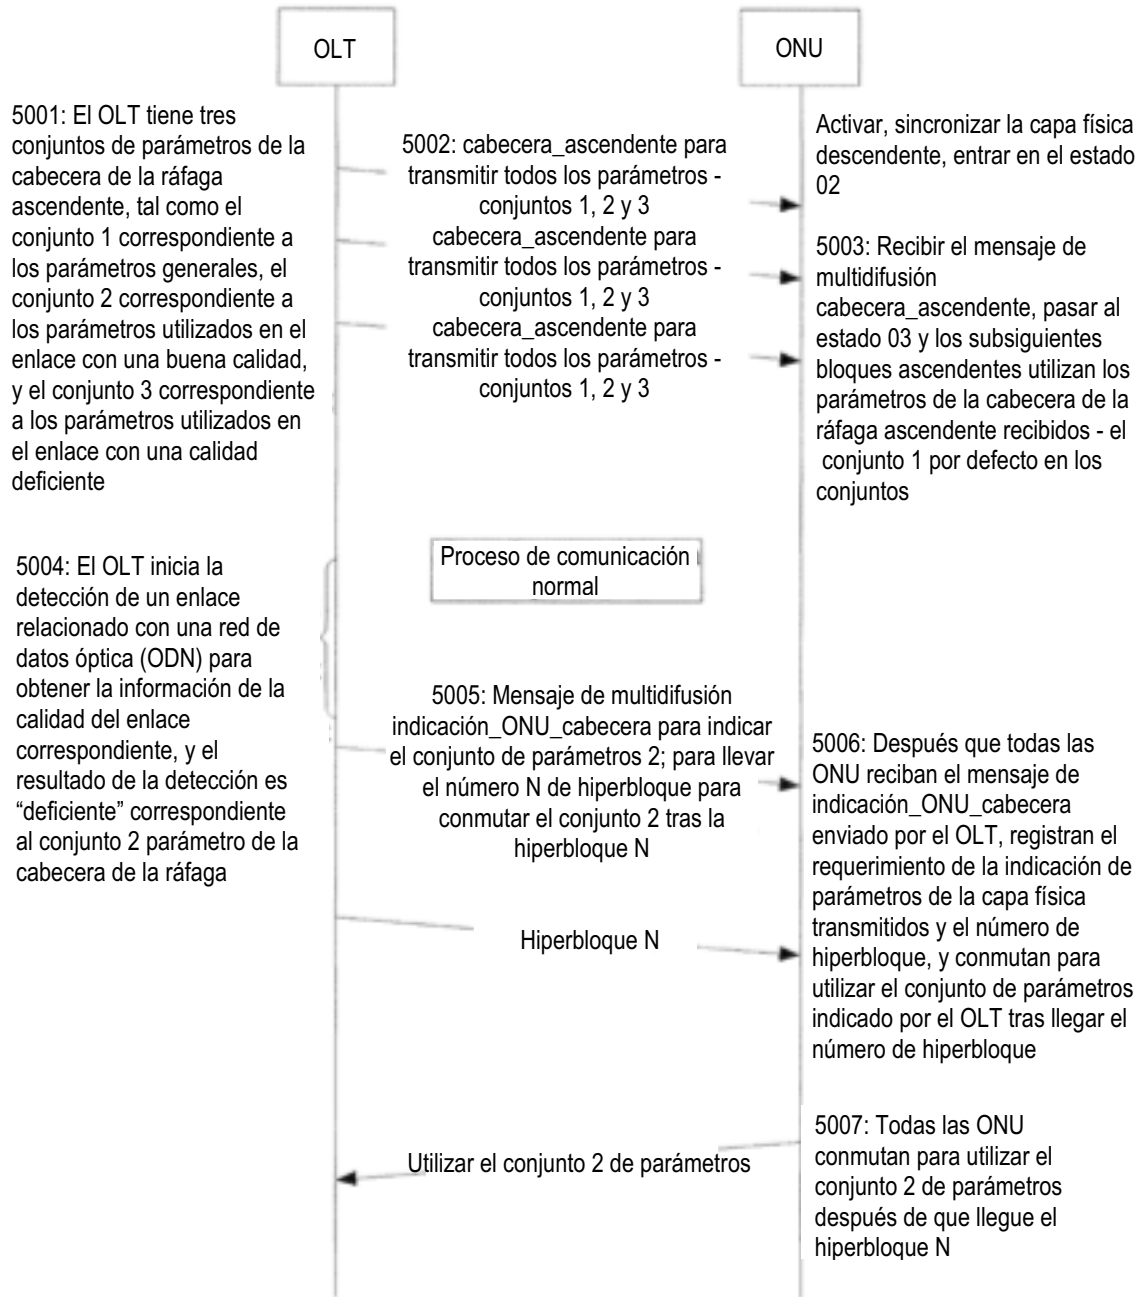 OLT
ONU
5001: El OLT tiene tres
conjuntos de parámetros de la
cabecera de la ráfaga
ascendente, tal como el
conjunto 1 correspondiente a
los parámetros generales, el
conjunto 2 correspondiente a
los parámetros utilizados en el
enlace con una buena calidad,
y el conjunto 3 correspondiente
a los parámetros utilizados en
el enlace con una calidad
deficiente
5002: cabecera_ascendente para
transmitir todos los parámetros -
conjuntos 1, 2 y 3
cabecera_ascendente para
transmitir todos los parámetros -
conjuntos 1, 2 y 3
cabecera_ascendente para
transmitir todos los parámetros -
conjuntos 1, 2 y 3
Activar, sincronizar la capa física
descendente, entrar en el estado
02
5003: Recibir el mensaje de
multidifusión
cabecera_ascendente, pasar al
estado 03 y los subsiguientes
bloques ascendentes utilizan los
parámetros de la cabecera de la
ráfaga ascendente recibidos - el
conjunto 1 por defecto en los
conjuntos
Proceso de comunicación
normal
5004: El OLT inicia la
detección de un enlace
relacionado con una red de
datos óptica (ODN) para
obtener la información de la
calidad del enlace
correspondiente, y el
resultado de la detección es
“deficiente” correspondiente
al conjunto 2 parámetro de la
cabecera de la ráfaga
5005: Mensaje de multidifusión
indicación_ONU_cabecera para indicar
el conjunto de parámetros 2; para llevar
el número N de hiperbloque para
conmutar el conjunto 2 tras la
hiperbloque N
5006: Después que todas las
ONU reciban el mensaje de
indicación_ONU_cabecera
enviado por el OLT, registran el
requerimiento de la indicación de
parámetros de la capa física
transmitidos y el número de
hiperbloque, y conmutan para
utilizar el conjunto de parámetros
indicado por el OLT tras llegar el
número de hiperbloque
Hiperbloque N
5007: Todas las ONU
conmutan para utilizar el
conjunto 2 de parámetros
después de que llegue el
hiperbloque N
Utilizar el conjunto 2 de parámetros